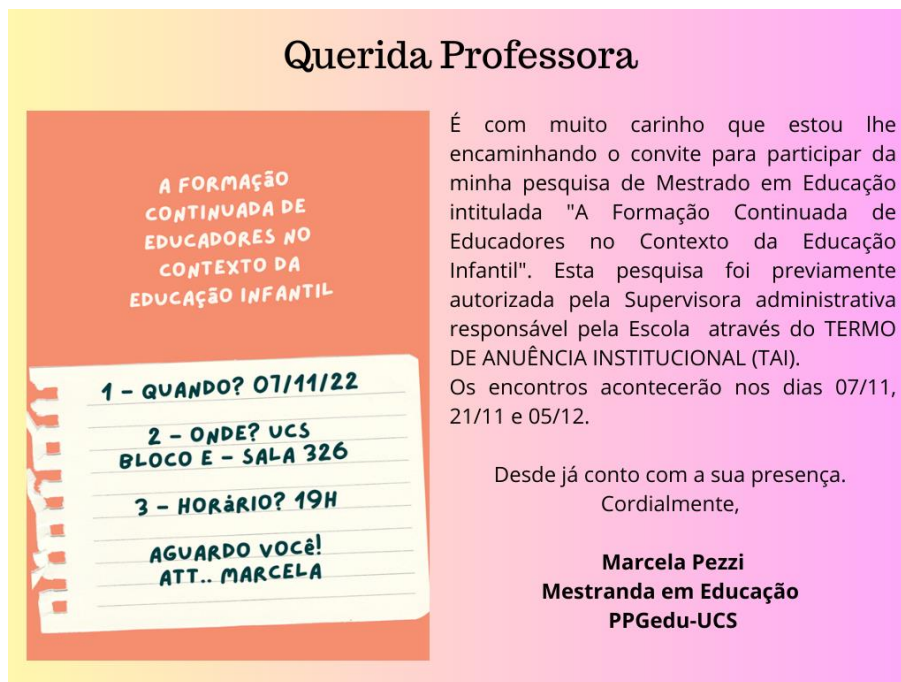 Querida Professora
A FORMAÇÃO
CONTINUADA DE
EDUCADORES NO
CONTEXTO DA
EDUCAÇÃO INFANTIL
1 - QUANDO? 07/11/22
2 - ONDE? UCS
BLOCO E - SALA 326
3 - HORÁRIO? 19H
AGUARDO VOCÊ!
ATT.. MARCELA
É com muito carinho que estou lhe
encaminhando o convite para participar da
minha pesquisa de Mestrado em Educação
intitulada "A Formação Continuada de
Educadores no Contexto da Educação
Infantil". Esta pesquisa foi previamente
autorizada pela Supervisora administrativa
responsável pela Escola através do TERMO
DE ANUÊNCIA INSTITUCIONAL (TAI).
Os encontros acontecerão nos dias 07/11,
21/11 e 05/12.
Desde já conto com a sua presença.
Cordialmente,
Marcela Pezzi
Mestranda em Educação
PPGedu-UCS